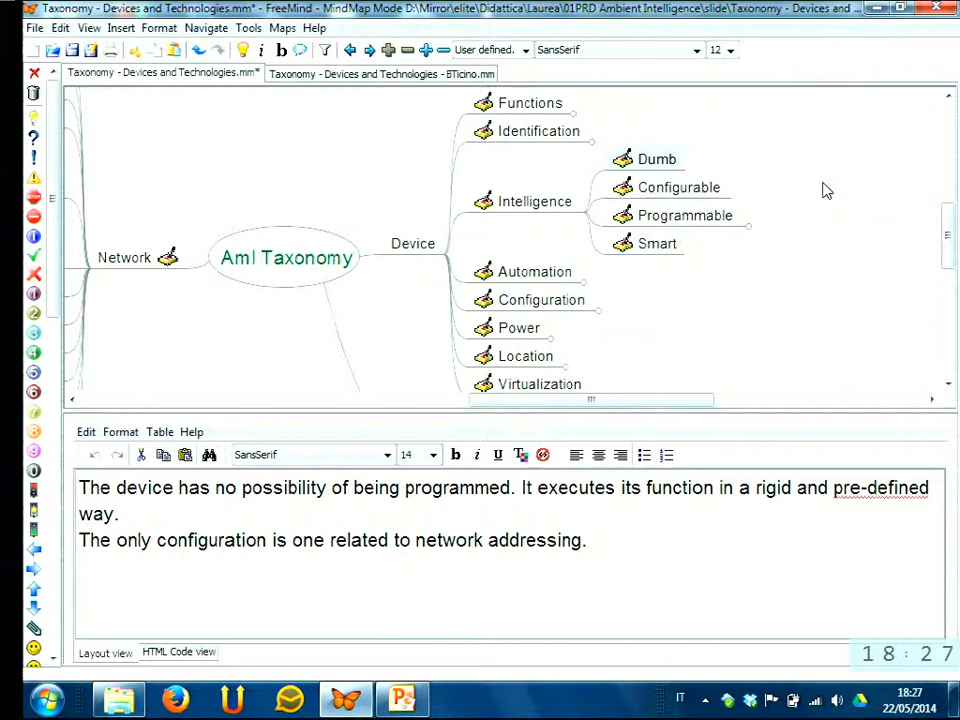 Taxonomy - Devices and Technologies.mm* - FreeMind - MindMap Mode D:\Mirror\elite\Didattica\Laurea\01PRD Ambient Intelligence\slide\Taxonomy - Devices and ...
File Edit View Insert Format Navigate Tools Maps Help
User defined. SansSerif 12
Taxonomy - Devices and Technologies.mm* Taxonomy - Devices and Technologies - BTicino.mm
Functions
Identification
Dumb
Configurable
Intelligence
Programmable
Smart
Device
Network
AmI Taxonomy
Automation
Configuration
Power
Location
Virtualization
Edit Format Table Help
SansSerif 14
The device has no possibility of being programmed. It executes its function in a rigid and pre-defined
way.
The only configuration is one related to network addressing.
Layout view HTML Code view
18:27
IT
18:27
22/05/2014